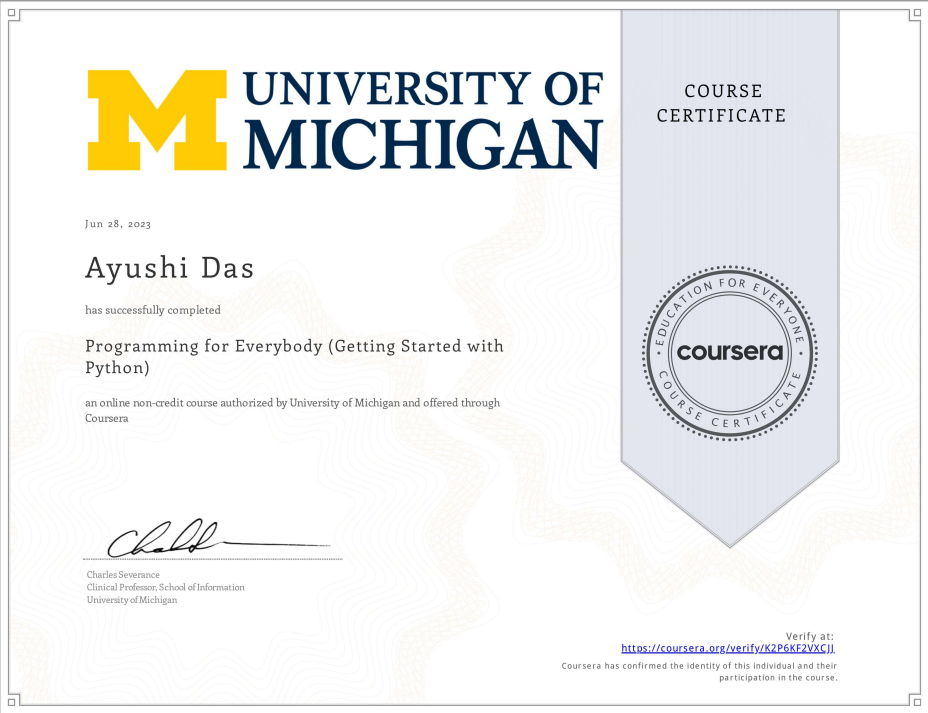 UNIVERSITY OF
MICHIGAN
COURSE
CERTIFICATE
Jun 28, 2023
Ayushi Das
has successfully completed
Programming for Everybody (Getting Started with
Python)
an online non-credit course authorized by University of Michigan and offered through
Coursera
EDUCATION FOR EVERYONE
coursera
COURSE CERTIFICATE
Charles Severance
Clinical Professor, School of Information
University of Michigan
Verify at:
https://coursera.org/verify/K2P6KF2VXCJJ
Coursera has confirmed the identity of this individual and their
participation in the course.